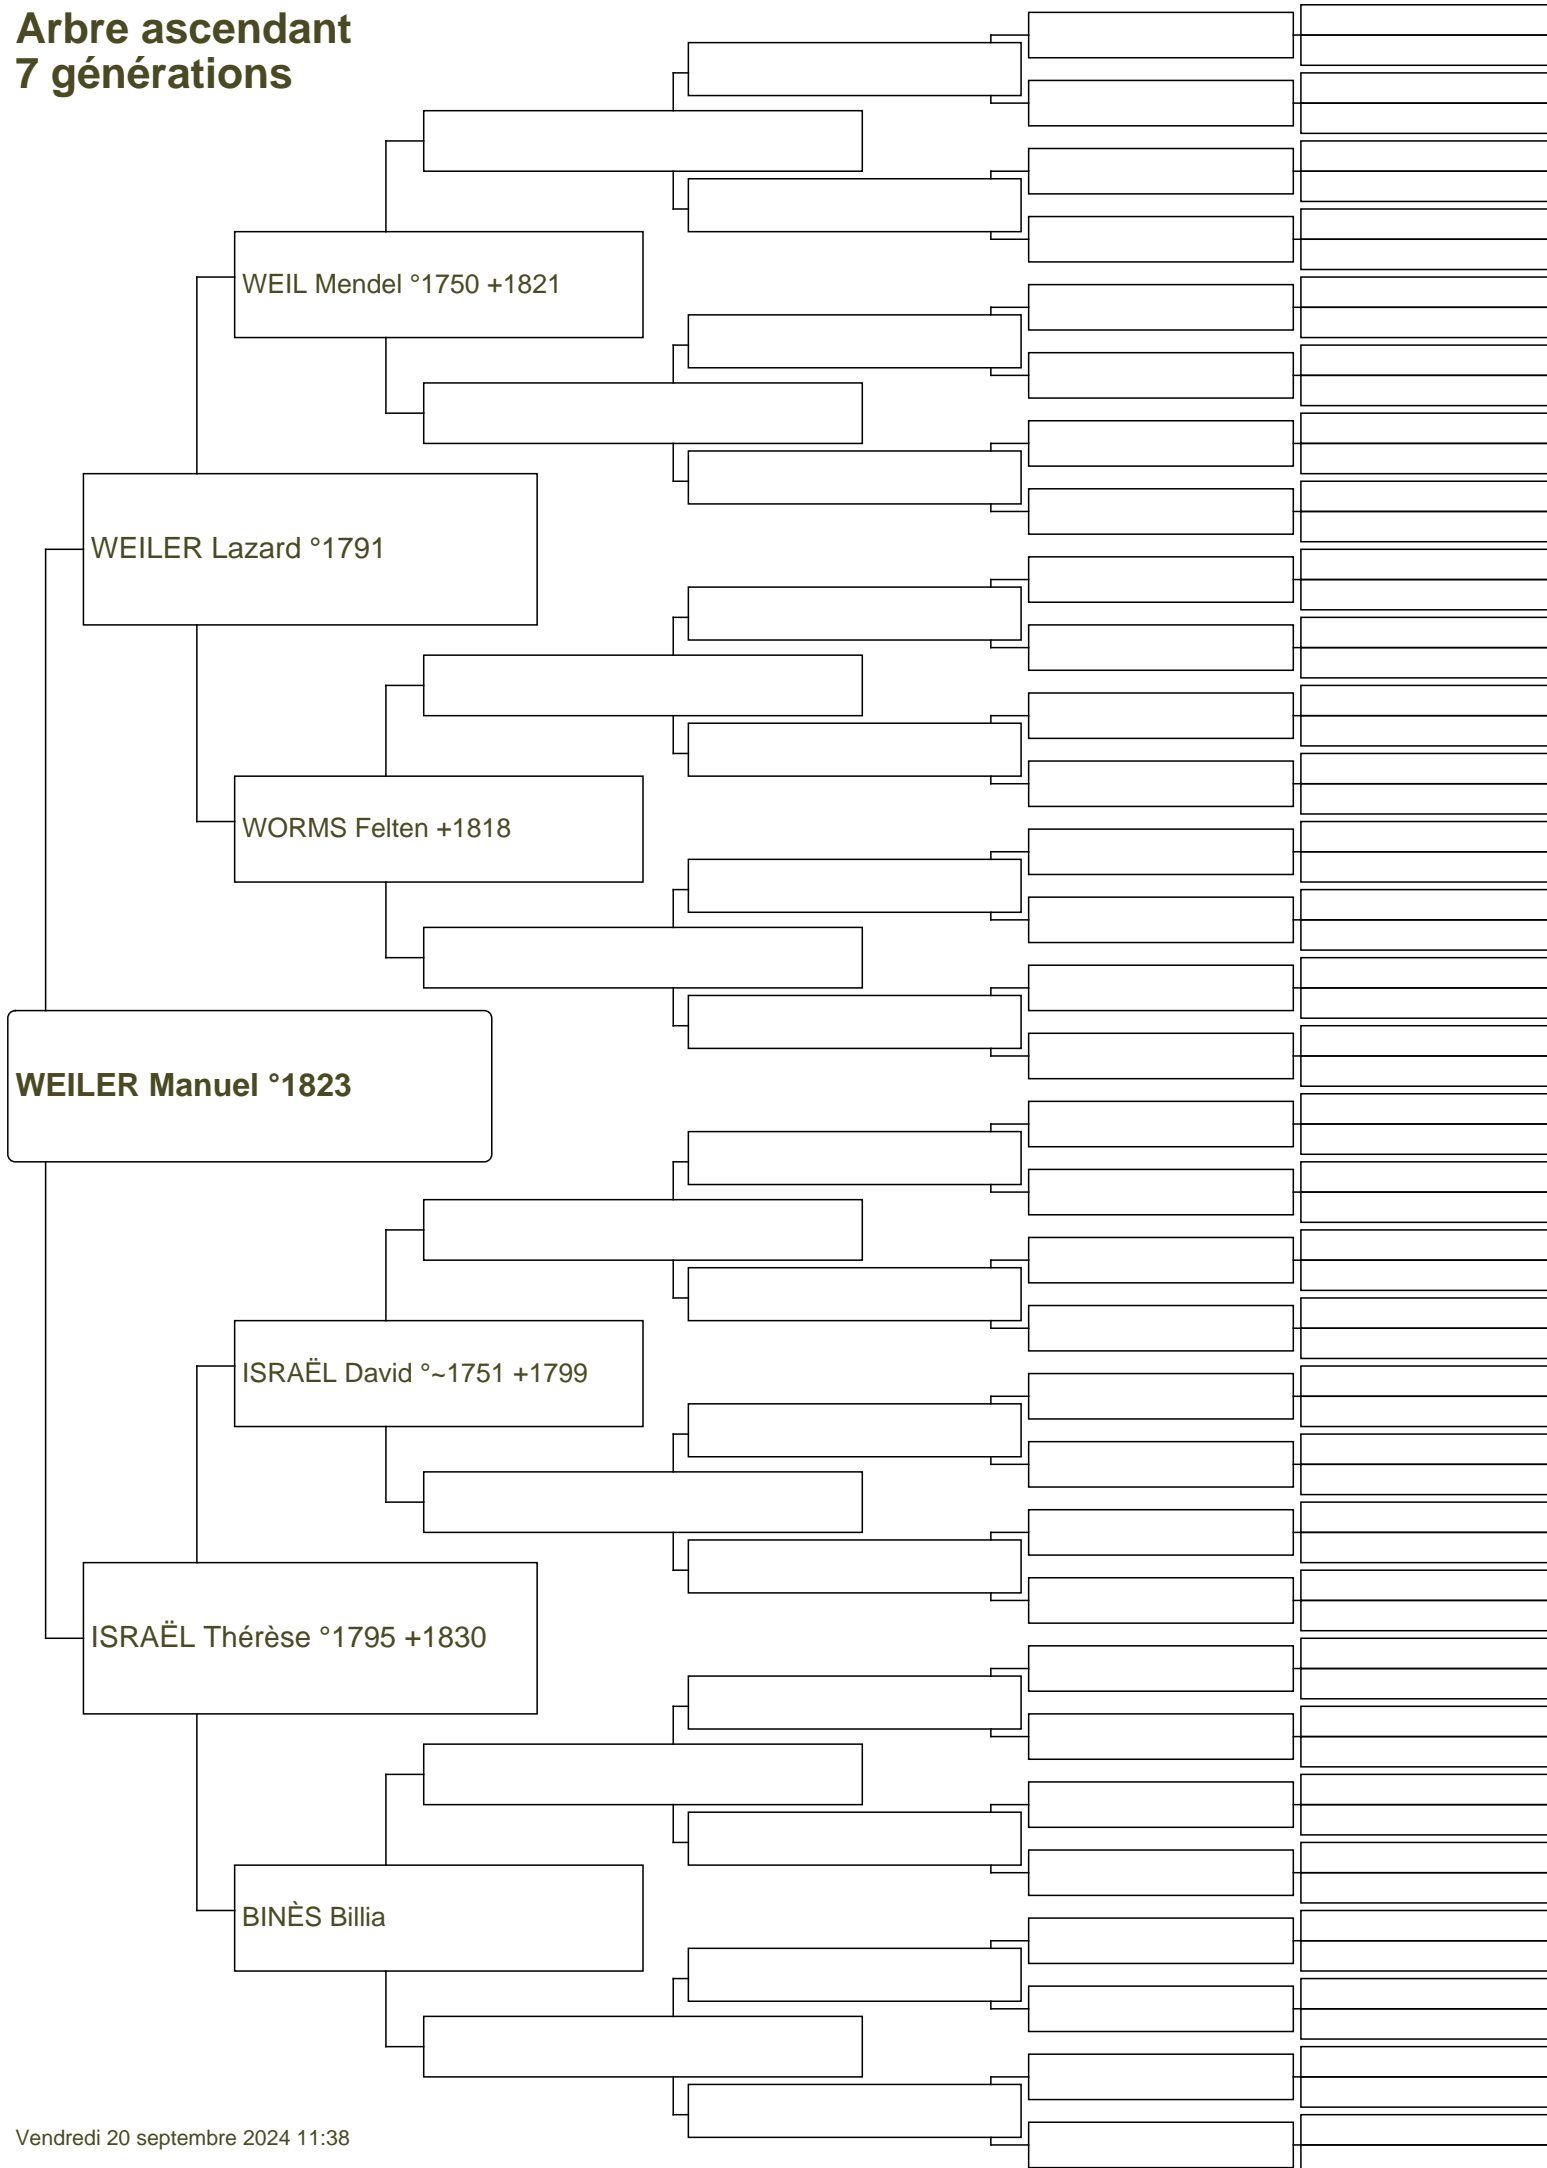 Arbre ascendant
7 générations
WEIL Mendel °1750 +1821
WEILER Lazard °1791
WORMS Felten +1818
WEILER Manuel °1823
ISRAËL David °~1751 +1799
ISRAËL Thérèse °1795 +1830
BINÈS Billia
Vendredi 20 septembre 2024 11:38